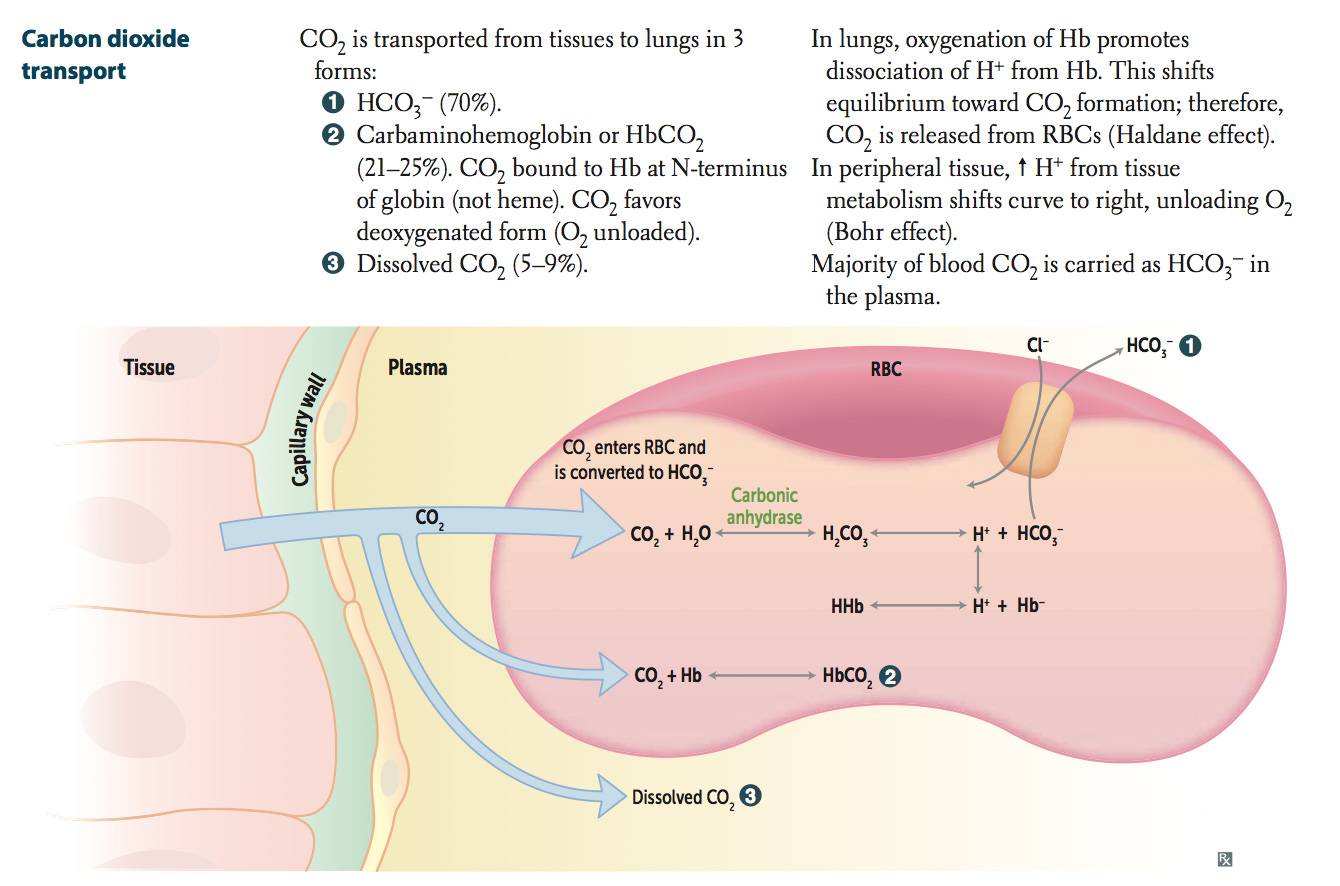 Carbon dioxide
transport
CO₂ is transported from tissues to lungs in 3
forms:
1 HCO₃⁻ (70%).
2 Carbaminohemoglobin or HbCO₂
(21–25%). CO₂ bound to Hb at N-terminus
of globin (not heme). CO₂ favors
deoxygenated form (O₂ unloaded).
3 Dissolved CO₂ (5–9%).
In lungs, oxygenation of Hb promotes
dissociation of H⁺ from Hb. This shifts
equilibrium toward CO₂ formation; therefore,
CO₂ is released from RBCs (Haldane effect).
In peripheral tissue, ↑ H⁺ from tissue
metabolism shifts curve to right, unloading O₂
(Bohr effect).
Majority of blood CO₂ is carried as HCO₃⁻ in
the plasma.
Tissue
Capillary wall
Plasma
RBC
Cl⁻
HCO₃⁻ 1
CO₂ enters RBC and
is converted to HCO₃⁻
CO₂
Carbonic
anhydrase
CO₂ + H₂O
H₂CO₃
H⁺ + HCO₃⁻
HHb
H⁺ + Hb⁻
CO₂ + Hb
HbCO₂ 2
Dissolved CO₂ 3
Rx